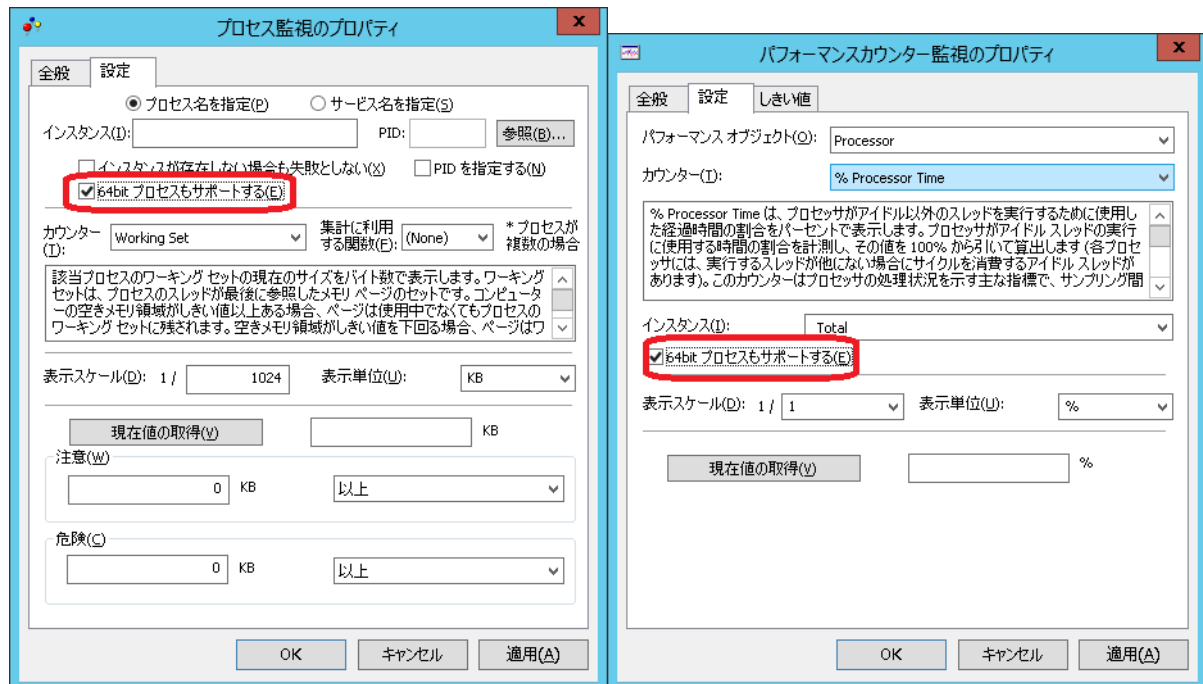 プロセス監視のプロパティ
x
全般
設定
プロセス名を指定(P)
サービス名を指定(S)
インスタンス(I):
PID:
参照(B)...
インスタンスが存在しない場合も失敗としない(X)
PID を指定する(N)
64bit プロセスもサポートする(E)
カウンター
(T):
Working Set
集計に利用
する関数(F):
(None)
* プロセスが
複数の場合
該当プロセスのワーキング セットの現在のサイズをバイト数で表示します。ワーキング
セットは、プロセスのスレッドが最後に参照したメモリ ページのセットです。コンピュータ
ーの空きメモリ領域がしきい値以上ある場合、ページは使用中でなくてもプロセスの
ワーキング セットに残されます。空きメモリ領域がしきい値を下回る場合、ページはワ
表示スケール(D): 1 /
1024
表示単位(U):
KB
現在値の取得(V)
KB
注意(W)
0
KB
以上
危険(C)
0
KB
以上
OK
キャンセル
適用(A)
パフォーマンスカウンター監視のプロパティ
x
全般
設定
しきい値
パフォーマンス オブジェクト(O):
Processor
カウンター(T):
% Processor Time
% Processor Time は、プロセッサがアイドル以外のスレッドを実行するために使用し
た経過時間の割合をパーセントで表示します。プロセッサがアイドル スレッドの実行
に使用する時間の割合を計測し、その値を 100% から引いて算出します (各プロセ
ッサには、実行するスレッドが他にない場合にサイクルを消費するアイドル スレッドが
あります)。このカウンターはプロセッサの処理状況を示す主な指標で、サンプリング間
インスタンス(I):
Total
64bit プロセスもサポートする(E)
表示スケール(D): 1 /
1
表示単位(U):
%
現在値の取得(V)
%
OK
キャンセル
適用(A)